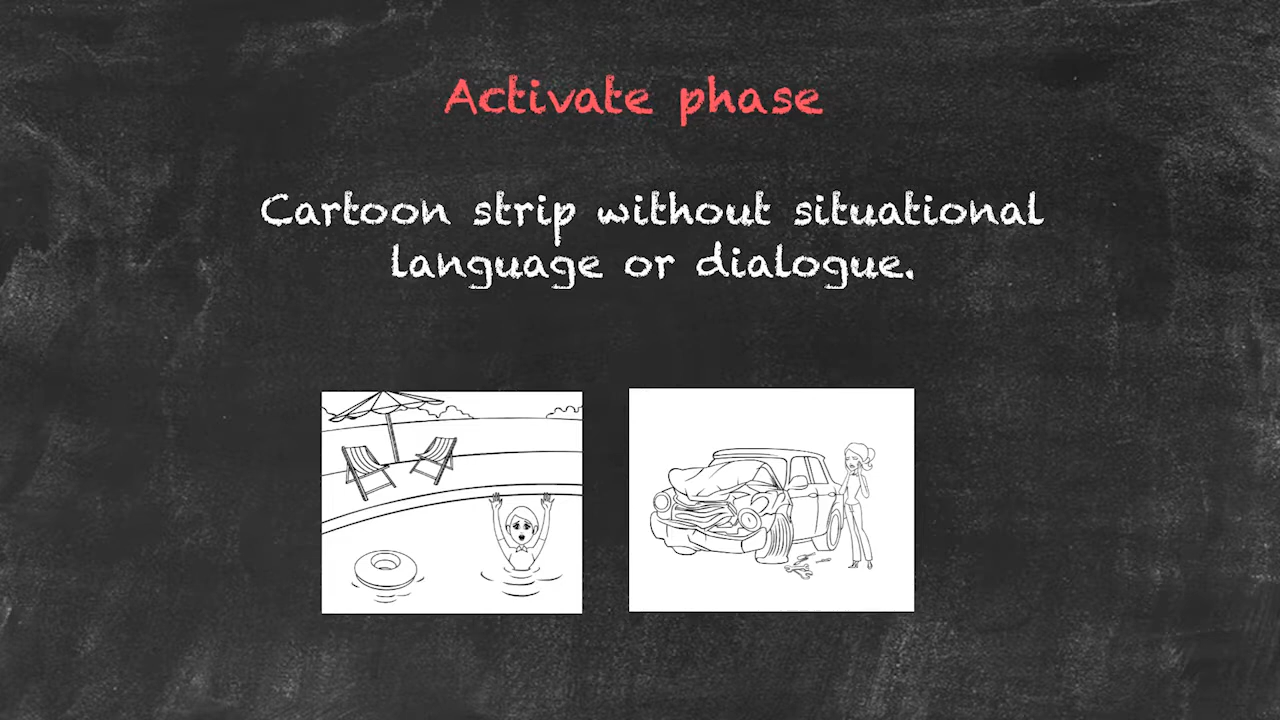 Activate phase
Cartoon strip without situational
language or dialogue.